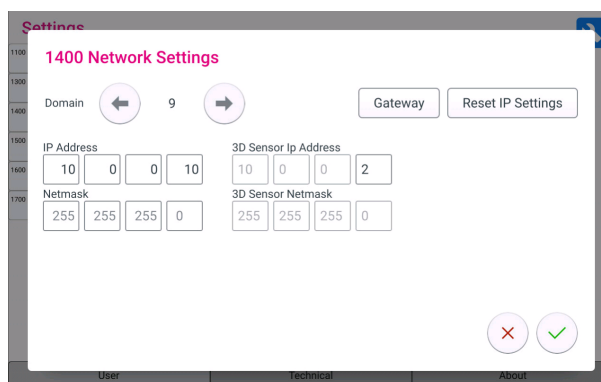 Settings
1100
1300
1400
1500
1600
1700
1400 Network Settings
Domain 9 Gateway Reset IP Settings
IP Address 3D Sensor Ip Address
10 0 0 10 10 0 0 2
Netmask 3D Sensor Netmask
255 255 255 0 255 255 255 0
User Technical About